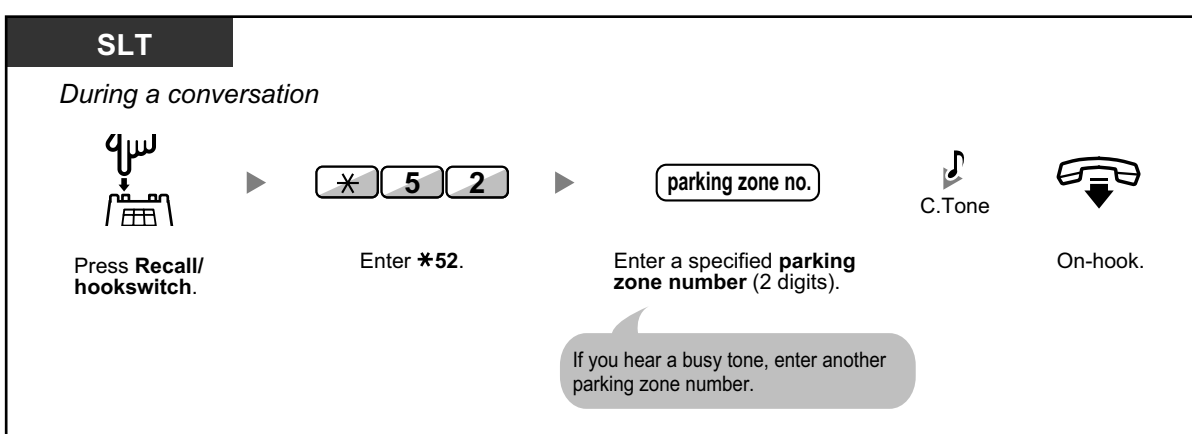 SLT
During a conversation
* 5 2
parking zone no.
C.Tone
Press Recall/
hookswitch.
Enter *52.
Enter a specified parking
zone number (2 digits).
On-hook.
If you hear a busy tone, enter another
parking zone number.